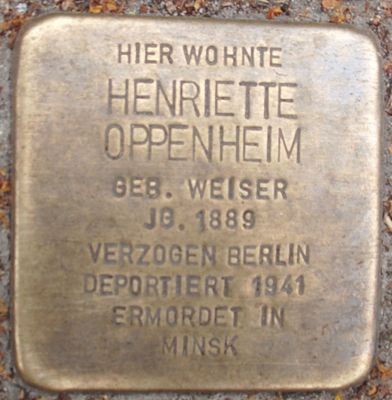 HIER WOHNTE
HENRIETTE
OPPENHEIM
GEB. WEISER
JG. 1889
VERZOGEN BERLIN
DEPORTIERT 1941
ERMORDET IN
MINSK